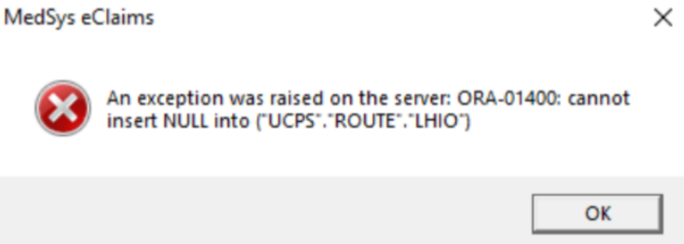 MedSys eClaims
An exception was raised on the server: ORA-01400: cannot
insert NULL into ("UCPS"."ROUTE"."LHIO")
OK